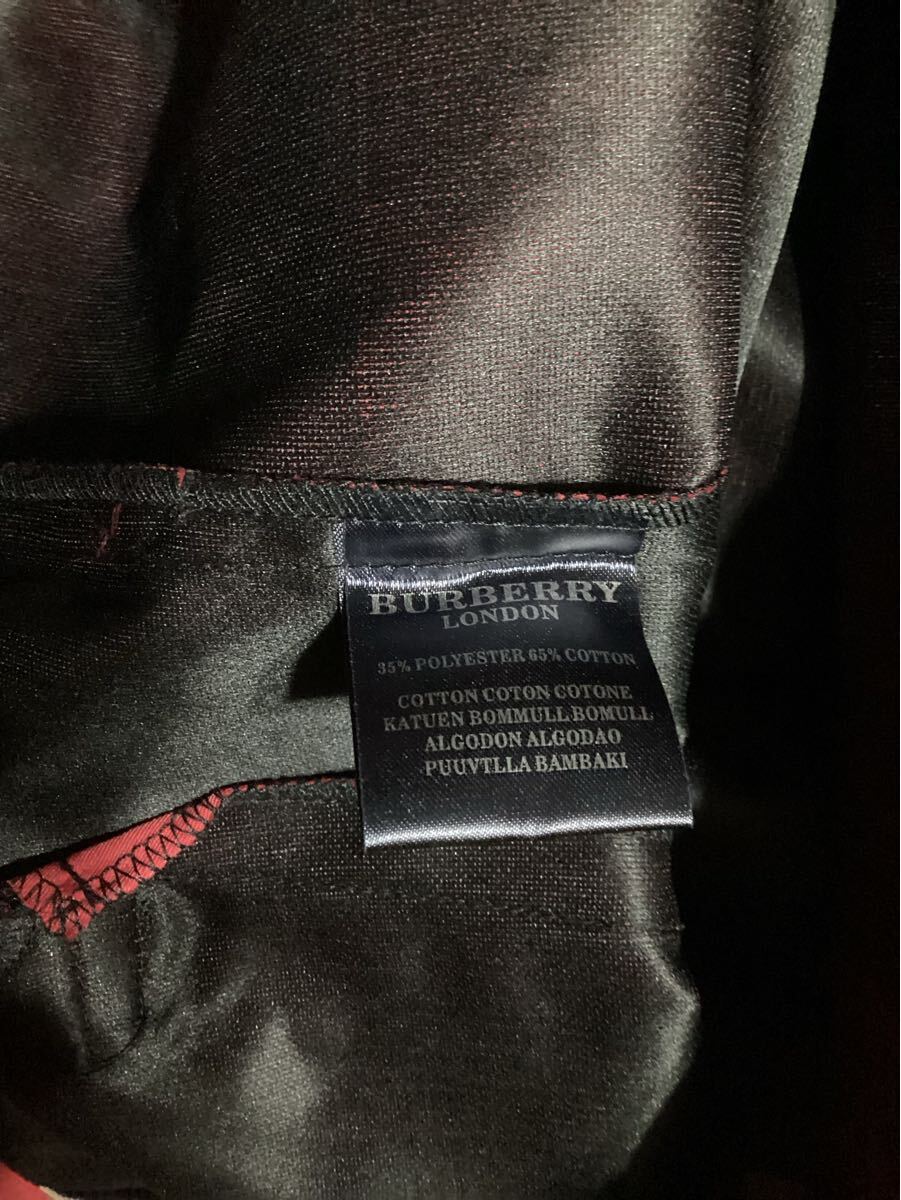 BURBERRY
LONDON
35% POLYESTER 65% COTTON
COTTON COTON COTONE
KATUEN BOMMULL BOMULL
ALGODON ALGODAO
PUUVTLLA BAMBAKI